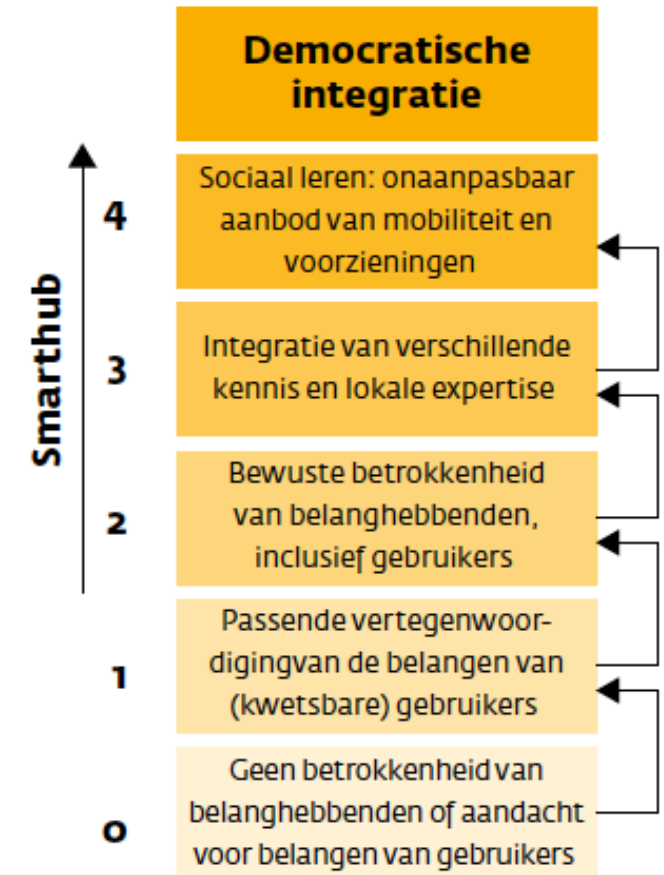 Democratische
integratie
Smarthub
4
Sociaal leren: onaanpasbaar
aanbod van mobiliteit en
voorzieningen
3
Integratie van verschillende
kennis en lokale expertise
2
Bewuste betrokkenheid
van belanghebbenden,
inclusief gebruikers
1
Passende vertegenwoor-
digingvan de belangen van
(kwetsbare) gebruikers
0
Geen betrokkenheid van
belanghebbenden of aandacht
voor belangen van gebruikers